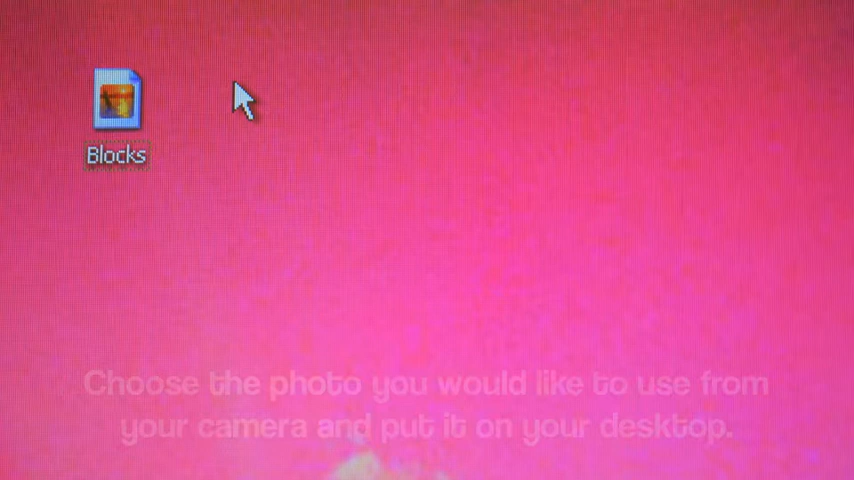 Blocks
Choose the photo you would like to use from
your camera and put it on your desktop.